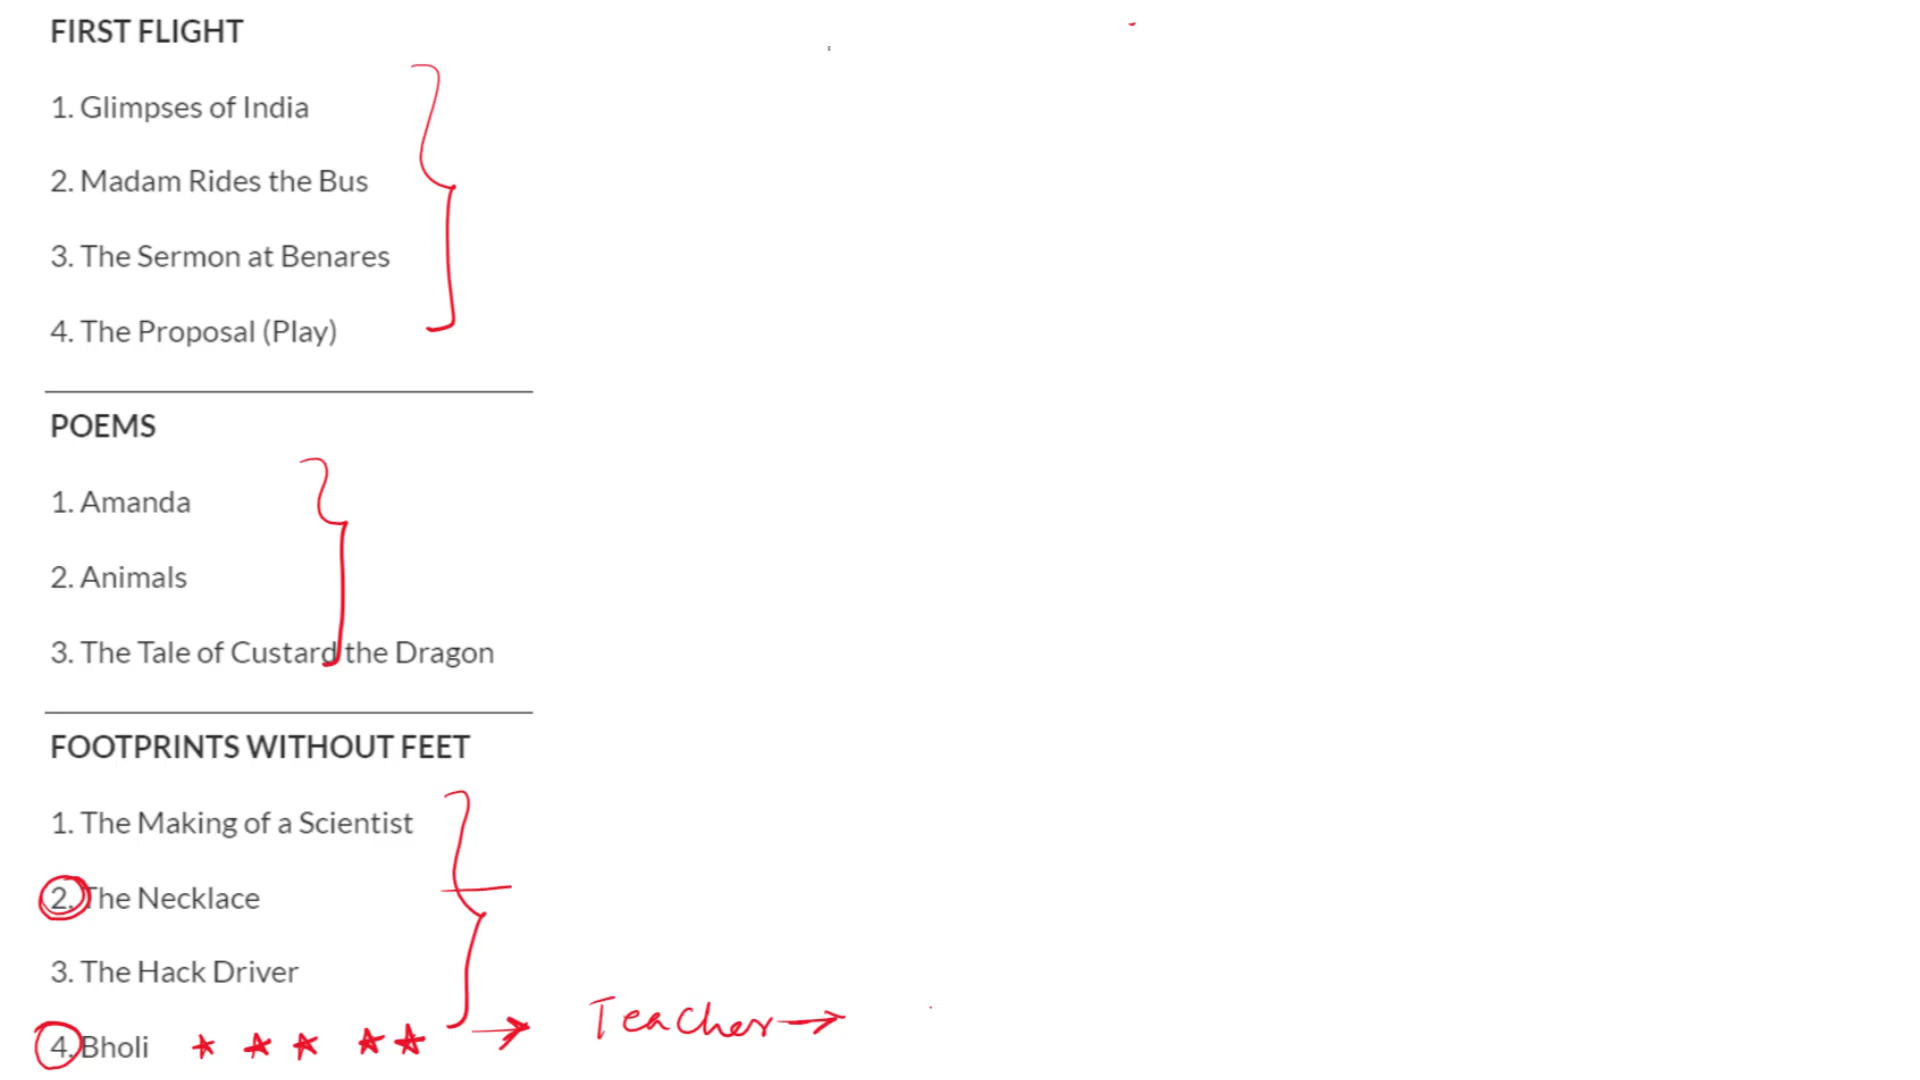 FIRST FLIGHT
1. Glimpses of India
2. Madam Rides the Bus
3. The Sermon at Benares
4. The Proposal (Play)
POEMS
1. Amanda
2. Animals
3. The Tale of Custard the Dragon
FOOTPRINTS WITHOUT FEET
1. The Making of a Scientist
2. The Necklace
3. The Hack Driver
4. Bholi ★ ★ ★ ★ ★ → Teacher →